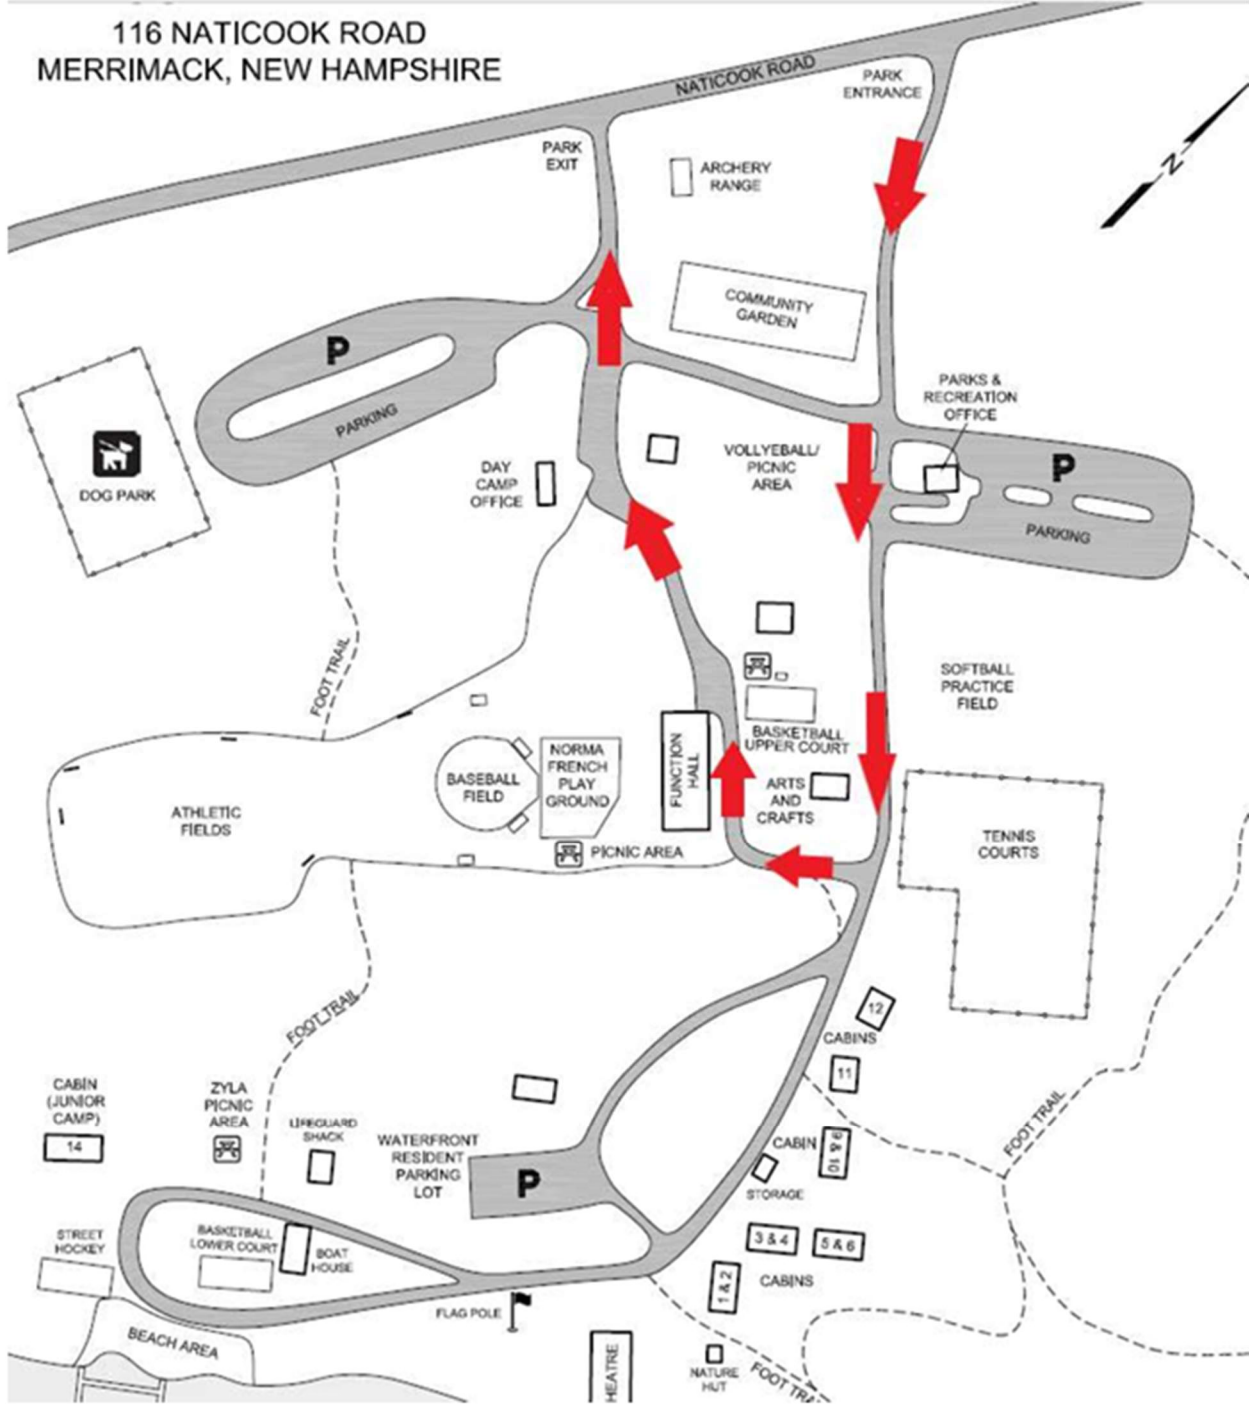 116 NATICOOK ROAD
MERRIMACK, NEW HAMPSHIRE
NATICOOK ROAD
PARK
ENTRANCE
PARK
EXIT
ARCHERY
RANGE
N
COMMUNITY
GARDEN
P
PARKING
DOG PARK
PARKS &
RECREATION
OFFICE
P
PARKING
VOLLYEBALL/
PICNIC
AREA
DAY
CAMP
OFFICE
FOOT TRAIL
SOFTBALL
PRACTICE
FIELD
BASKETBALL
UPPER COURT
FUNCTION
HALL
NORMA
FRENCH
PLAY
GROUND
BASEBALL
FIELD
ARTS
AND
CRAFTS
ATHLETIC
FIELDS
PICNIC AREA
TENNIS
COURTS
FOOT TRAIL
12
CABINS
11
CABIN
(JUNIOR
CAMP)
14
ZYLA
PICNIC
AREA
LIFEGUARD
SHACK
WATERFRONT
RESIDENT
PARKING
LOT
P
CABIN
9 & 10
STORAGE
FOOT TRAIL
STREET
HOCKEY
BASKETBALL
LOWER COURT
BOAT
HOUSE
3 & 4
5 & 6
1 & 2
CABINS
FLAG POLE
BEACH AREA
HEATRE
NATURE
HUT
FOOT TRA